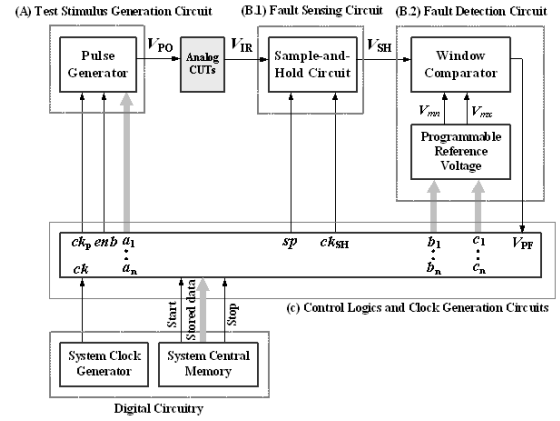 (A) Test Stimulus Generation Circuit
(B.1) Fault Sensing Circuit
(B.2) Fault Detection Circuit
Pulse
Generator
VPO
Analog
CUTs
VIR
Sample-and-
Hold Circuit
VSH
Window
Comparator
Vmn
Vmx
Programmable
Reference
Voltage
ckp enb a1
sp ckSH
b1
c1
VPF
ck
an
bn
cn
(c) Control Logics and Clock Generation Circuits
Start
Stored data
Stop
System Clock
Generator
System Central
Memory
Digital Circuitry